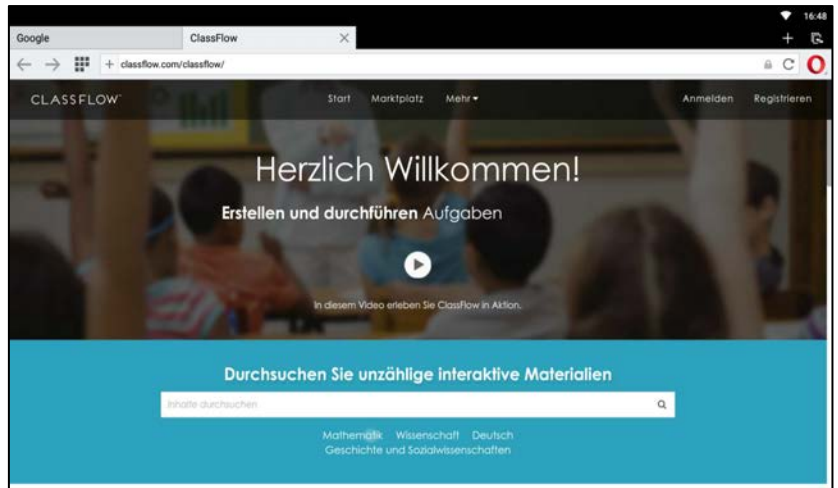 16:48
Google ClassFlow
classflow.com/classflow/
CLASSFLOW Start Marktplatz Mehr Anmelden Registrieren
Herzlich Willkommen!
Erstellen und durchführen Aufgaben
In diesem Video erleben Sie ClassFlow in Aktion.
Durchsuchen Sie unzählige interaktive Materialien
Inhalte durchsuchen
Mathematik Wissenschaft Deutsch
Geschichte und Sozialwissenschaften